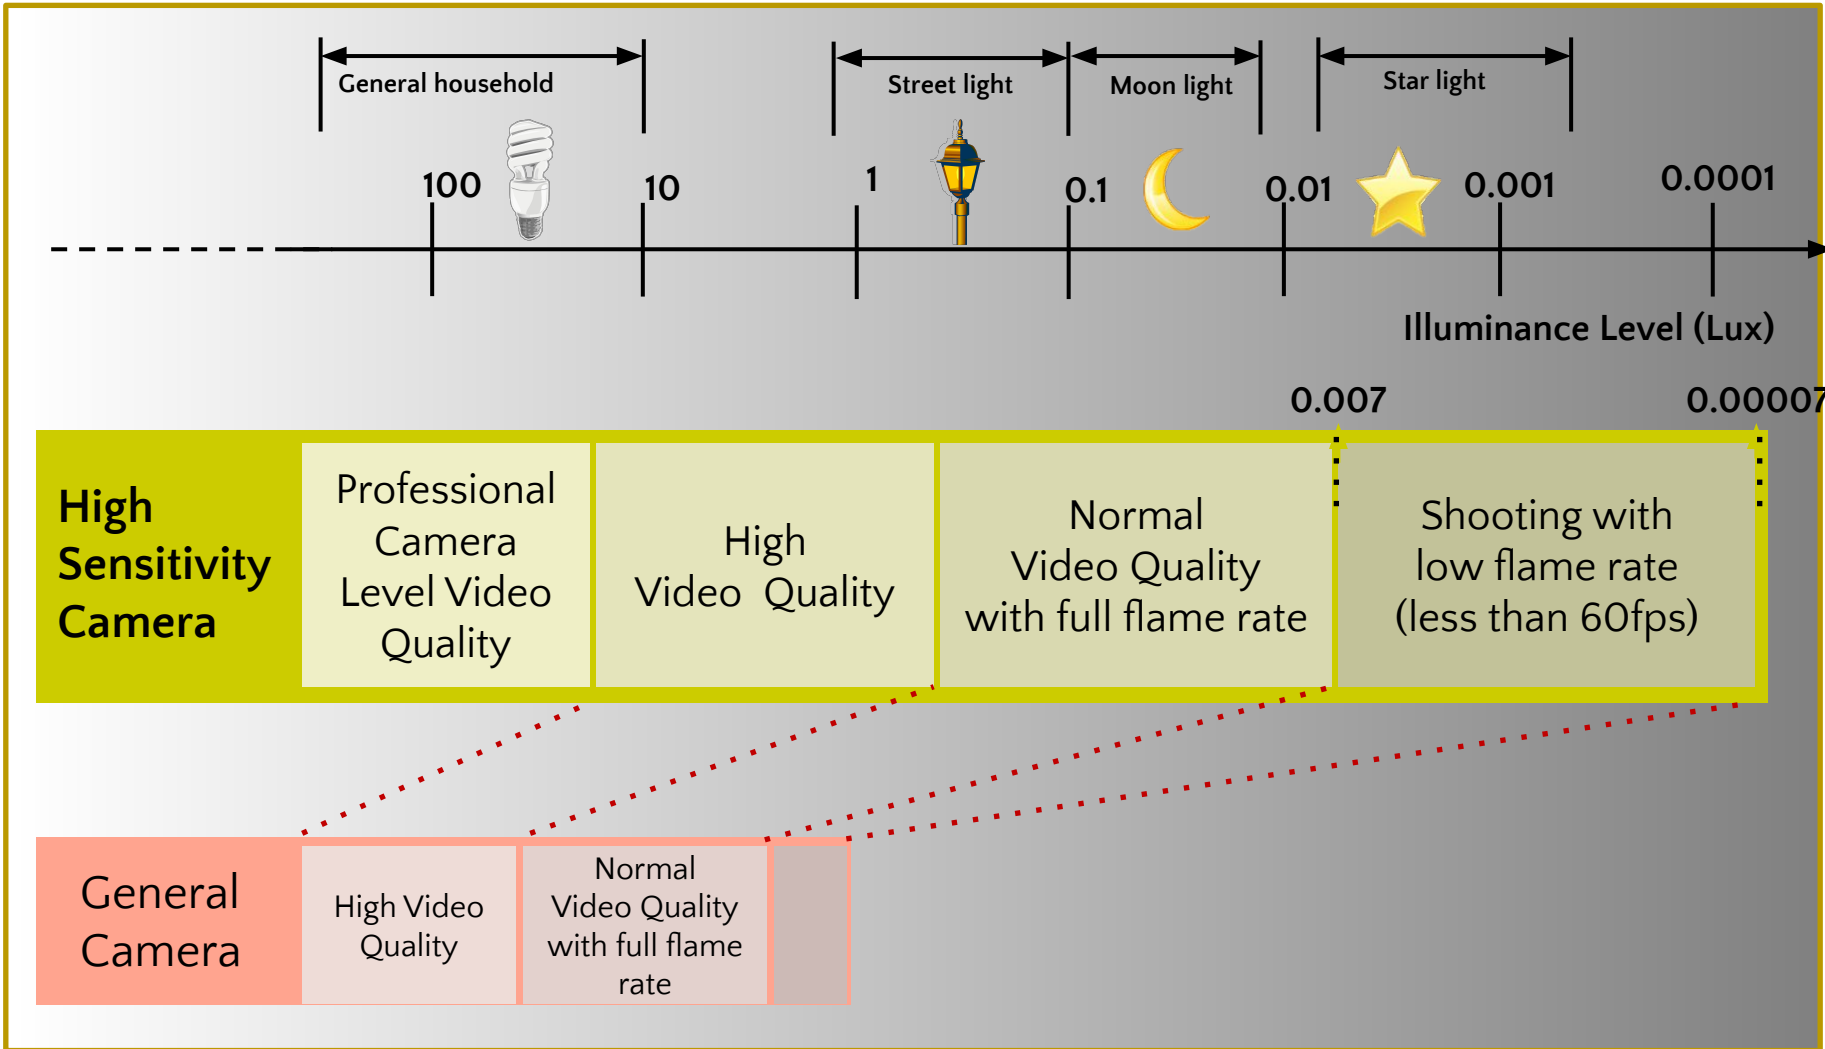 General household
Street light
Moon light
Star light
100
10
1
0.1
0.01
0.001
0.0001
Illuminance Level (Lux)
0.007
0.00007
High
Sensitivity
Camera
Professional
Camera
Level Video
Quality
High
Video Quality
Normal
Video Quality
with full flame rate
Shooting with
low flame rate
(less than 60fps)
General
Camera
High Video
Quality
Normal
Video Quality
with full flame
rate